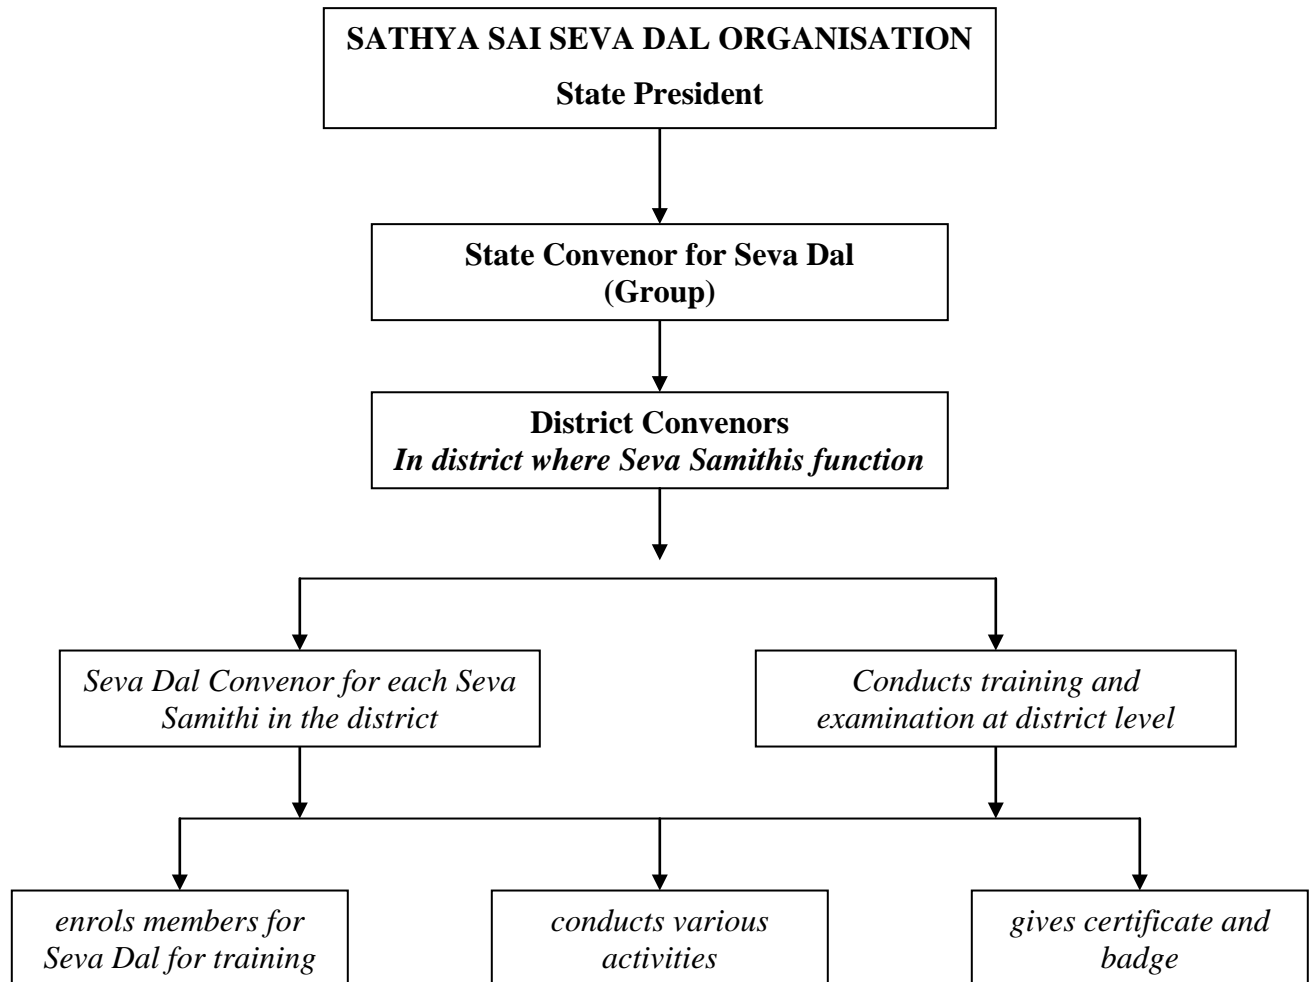 SATHYA SAI SEVA DAL ORGANISATION
State President
State Convenor for Seva Dal
(Group)
District Convenors
In district where Seva Samithis function
Seva Dal Convenor for each Seva
Samithi in the district
Conducts training and
examination at district level
enrols members for
Seva Dal for training
conducts various
activities
gives certificate and
badge